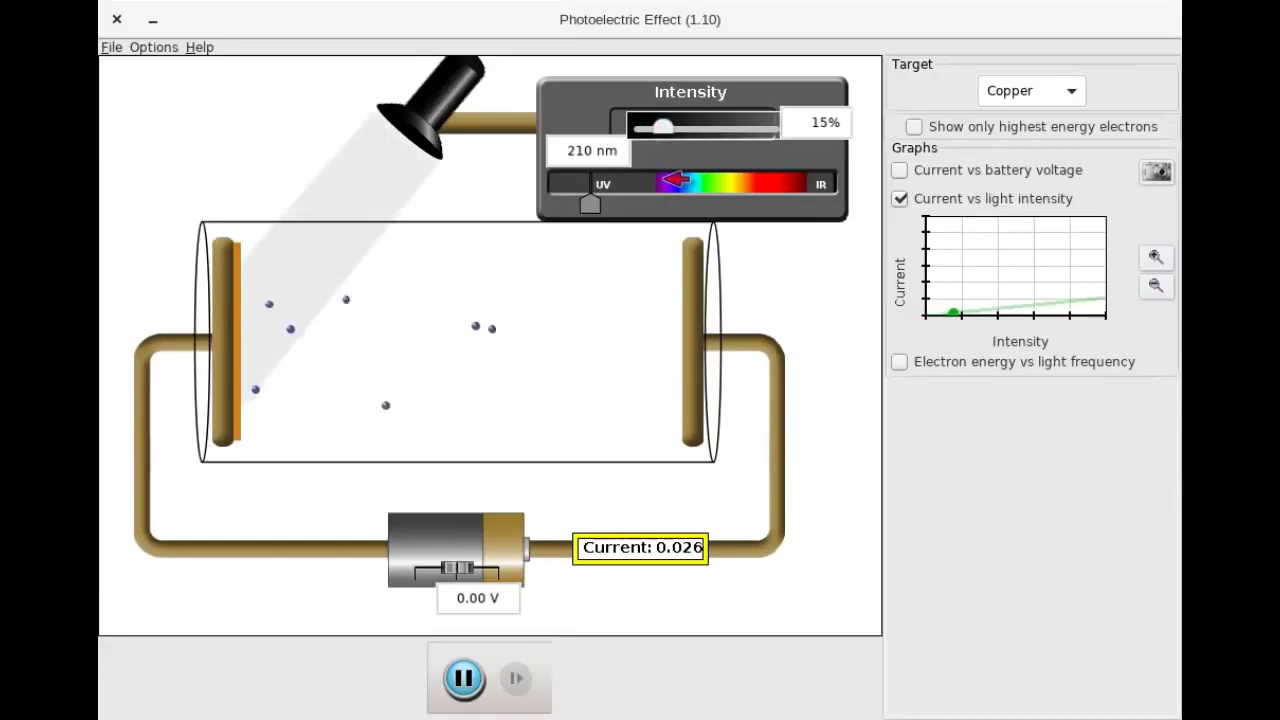 Photoelectric Effect (1.10)
File Options Help
Target
Copper
Show only highest energy electrons
Graphs
Current vs battery voltage
Current vs light intensity
Current
Intensity
Electron energy vs light frequency
Intensity
15%
210 nm
UV
IR
Current: 0.026
0.00 V